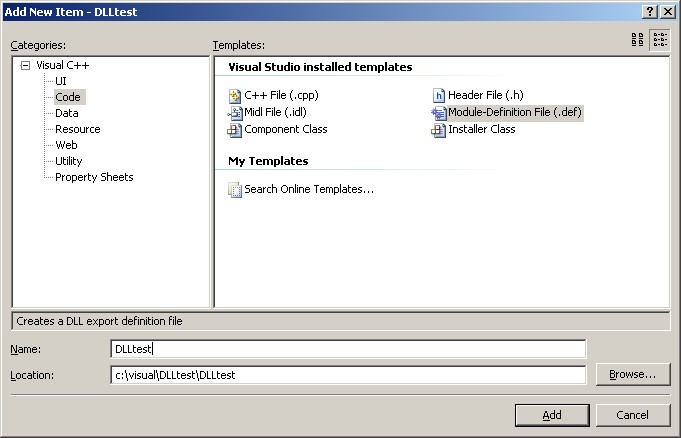 Add New Item - DLLtest
Categories:
Templates:
Visual C++
UI
Code
Data
Resource
Web
Utility
Property Sheets
Visual Studio installed templates
C++ File (.cpp)
Header File (.h)
Midl File (.idl)
Module-Definition File (.def)
Component Class
Installer Class
My Templates
Search Online Templates...
Creates a DLL export definition file
Name:
DLLtest
Location:
c:\visual\DLLtest\DLLtest
Browse...
Add
Cancel